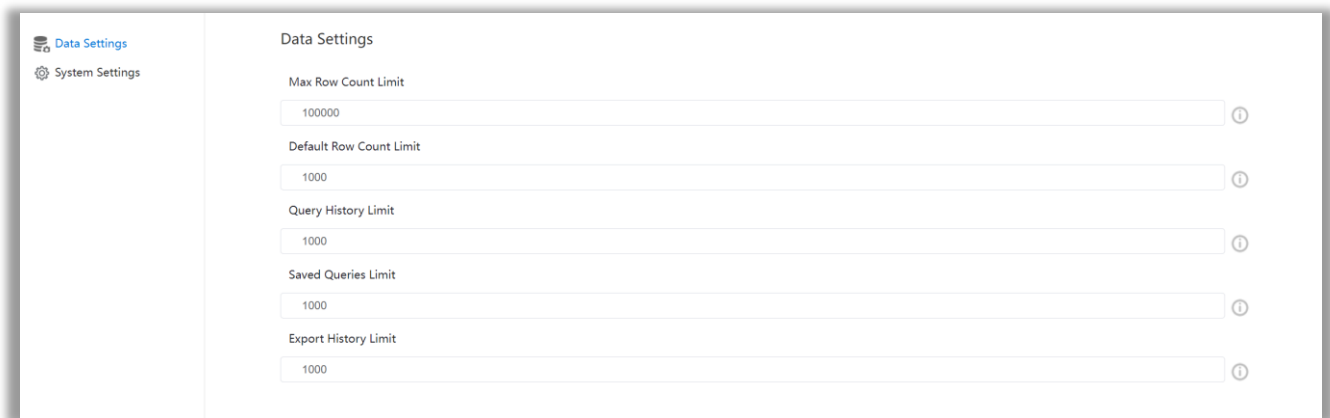 Data Settings
System Settings
Data Settings
Max Row Count Limit
100000
Default Row Count Limit
1000
Query History Limit
1000
Saved Queries Limit
1000
Export History Limit
1000